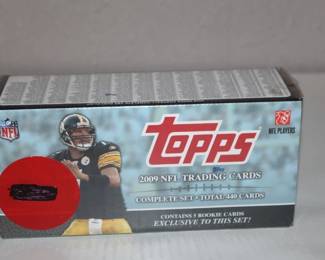 NFL
TOPPS
NFL PLAYERS
2009 NFL TRADING CARDS
COMPLETE SET • TOTAL 440 CARDS
CONTAINS 5 ROOKIE CARDS
EXCLUSIVE TO THIS SET!